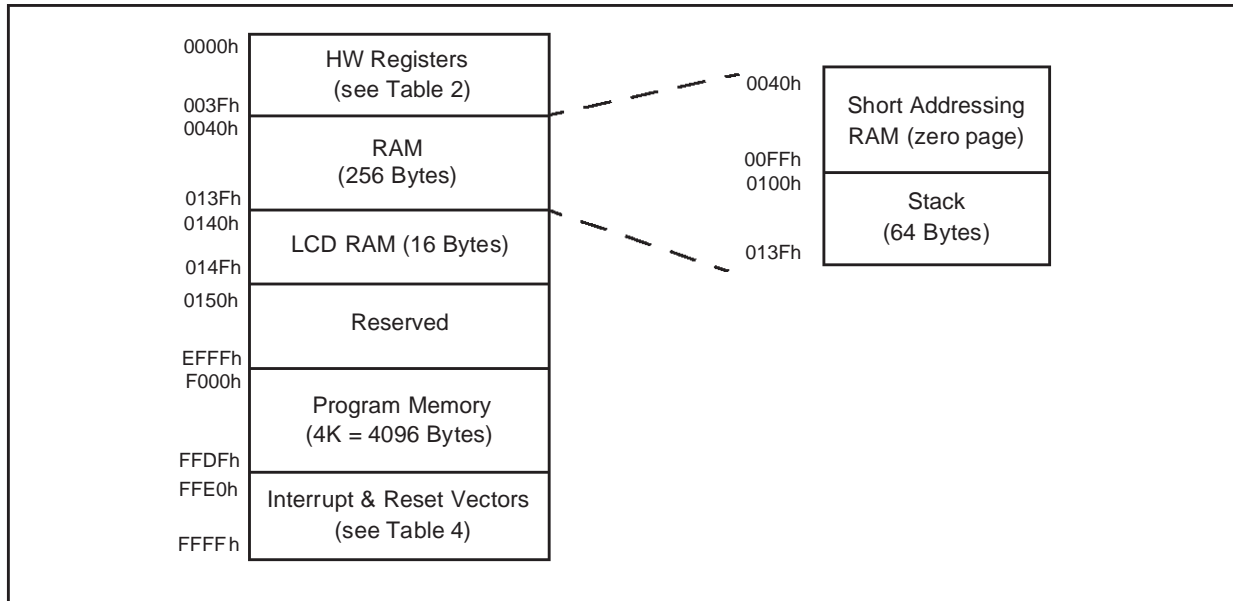 0000h
HW Registers
(see Table 2)
003Fh
0040h
RAM
(256 Bytes)
013Fh
0140h
LCD RAM (16 Bytes)
014Fh
0150h
Reserved
EFFFh
F000h
Program Memory
(4K = 4096 Bytes)
FFDFh
FFE0h
Interrupt & Reset Vectors
(see Table 4)
FFFFh
0040h
Short Addressing
RAM (zero page)
00FFh
0100h
Stack
(64 Bytes)
013Fh